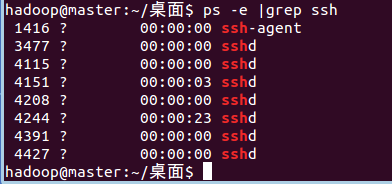 hadoop@master:~/桌面$ ps -e |grep ssh
1416 ?        00:00:00 ssh-agent
3477 ?        00:00:00 sshd
4115 ?        00:00:00 sshd
4151 ?        00:00:03 sshd
4208 ?        00:00:00 sshd
4244 ?        00:00:23 sshd
4391 ?        00:00:00 sshd
4427 ?        00:00:00 sshd
hadoop@master:~/桌面$